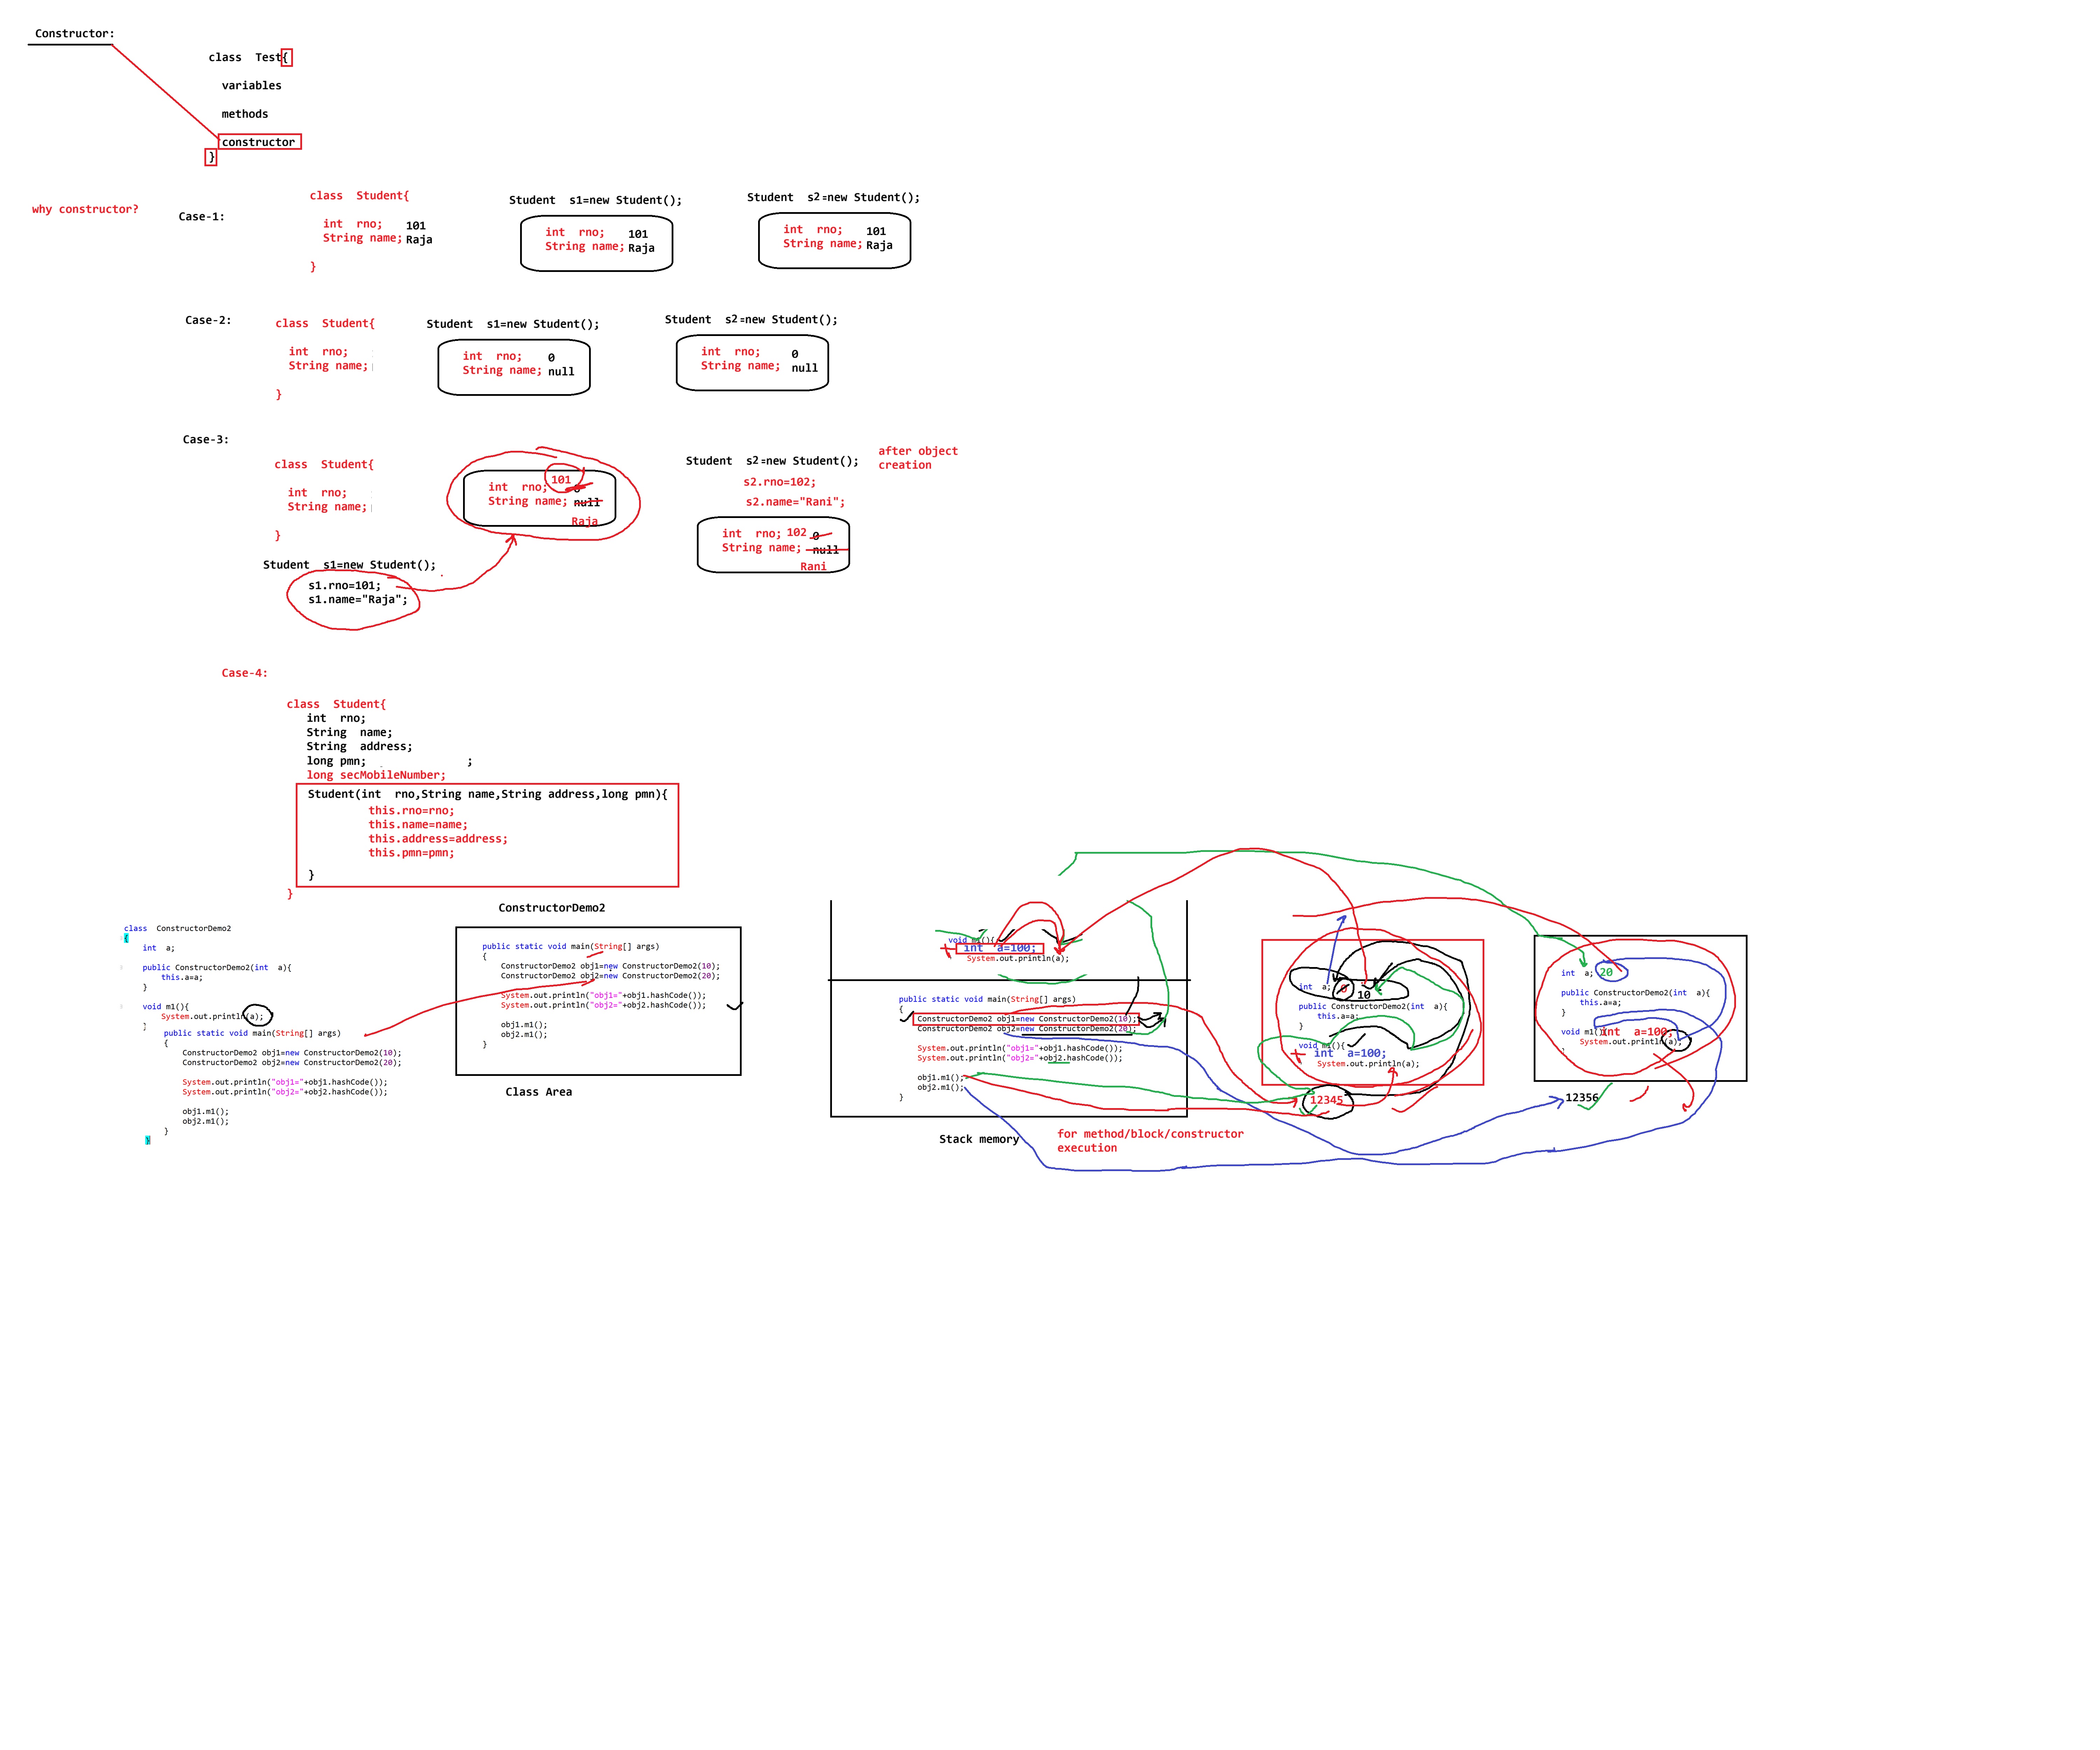 Constructor:
class  Test{
variables
methods
constructor
}
why constructor?
Case-1:
class  Student{
int  rno;   101
String name; Raja
}
Student  s1=new Student();
int  rno;   101
String name; Raja
Student  s2=new Student();
int  rno;   101
String name; Raja
Case-2:
class  Student{
int  rno;
String name;
}
Student  s1=new Student();
int  rno;   0
String name; null
Student  s2=new Student();
int  rno;   0
String name; null
Case-3:
class  Student{
int  rno;
String name;
}
Student  s1=new Student();
s1.rno=101;
s1.name="Raja";
int  rno; 101 0
String name; null
Raja
Student  s2=new Student();
after object
creation
s2.rno=102;
s2.name="Rani";
int  rno; 102 0
String name; null
Rani
Case-4:
class  Student{
int  rno;
String  name;
String  address;
long pmn;               ;
long secMobileNumber;
Student(int  rno,String name,String address,long pmn){
this.rno=rno;
this.name=name;
this.address=address;
this.pmn=pmn;
}
}
class  ConstructorDemo2
{
int  a;
public ConstructorDemo2(int  a){
this.a=a;
}
void m1(){
System.out.println(a);
}
public static void main(String[] args)
{
ConstructorDemo2 obj1=new ConstructorDemo2(10);
ConstructorDemo2 obj2=new ConstructorDemo2(20);
System.out.println("obj1="+obj1.hashCode());
System.out.println("obj2="+obj2.hashCode());
obj1.m1();
obj2.m1();
}
}
ConstructorDemo2
public static void main(String[] args)
{
ConstructorDemo2 obj1=new ConstructorDemo2(10);
ConstructorDemo2 obj2=new ConstructorDemo2(20);
System.out.println("obj1="+obj1.hashCode());
System.out.println("obj2="+obj2.hashCode());
obj1.m1();
obj2.m1();
}
Class Area
void m1(){
int  a=100;
System.out.println(a);
public static void main(String[] args)
{
ConstructorDemo2 obj1=new ConstructorDemo2(10);
ConstructorDemo2 obj2=new ConstructorDemo2(20);
System.out.println("obj1="+obj1.hashCode());
System.out.println("obj2="+obj2.hashCode());
obj1.m1();
obj2.m1();
}
Stack memory
for method/block/constructor
execution
int  a; 0
10
public ConstructorDemo2(int  a){
this.a=a;
}
void m1(){
int  a=100;
System.out.println(a);
12345
int  a; 20
public ConstructorDemo2(int  a){
this.a=a;
}
void m1(){
int  a=100;
System.out.println(a);
12356